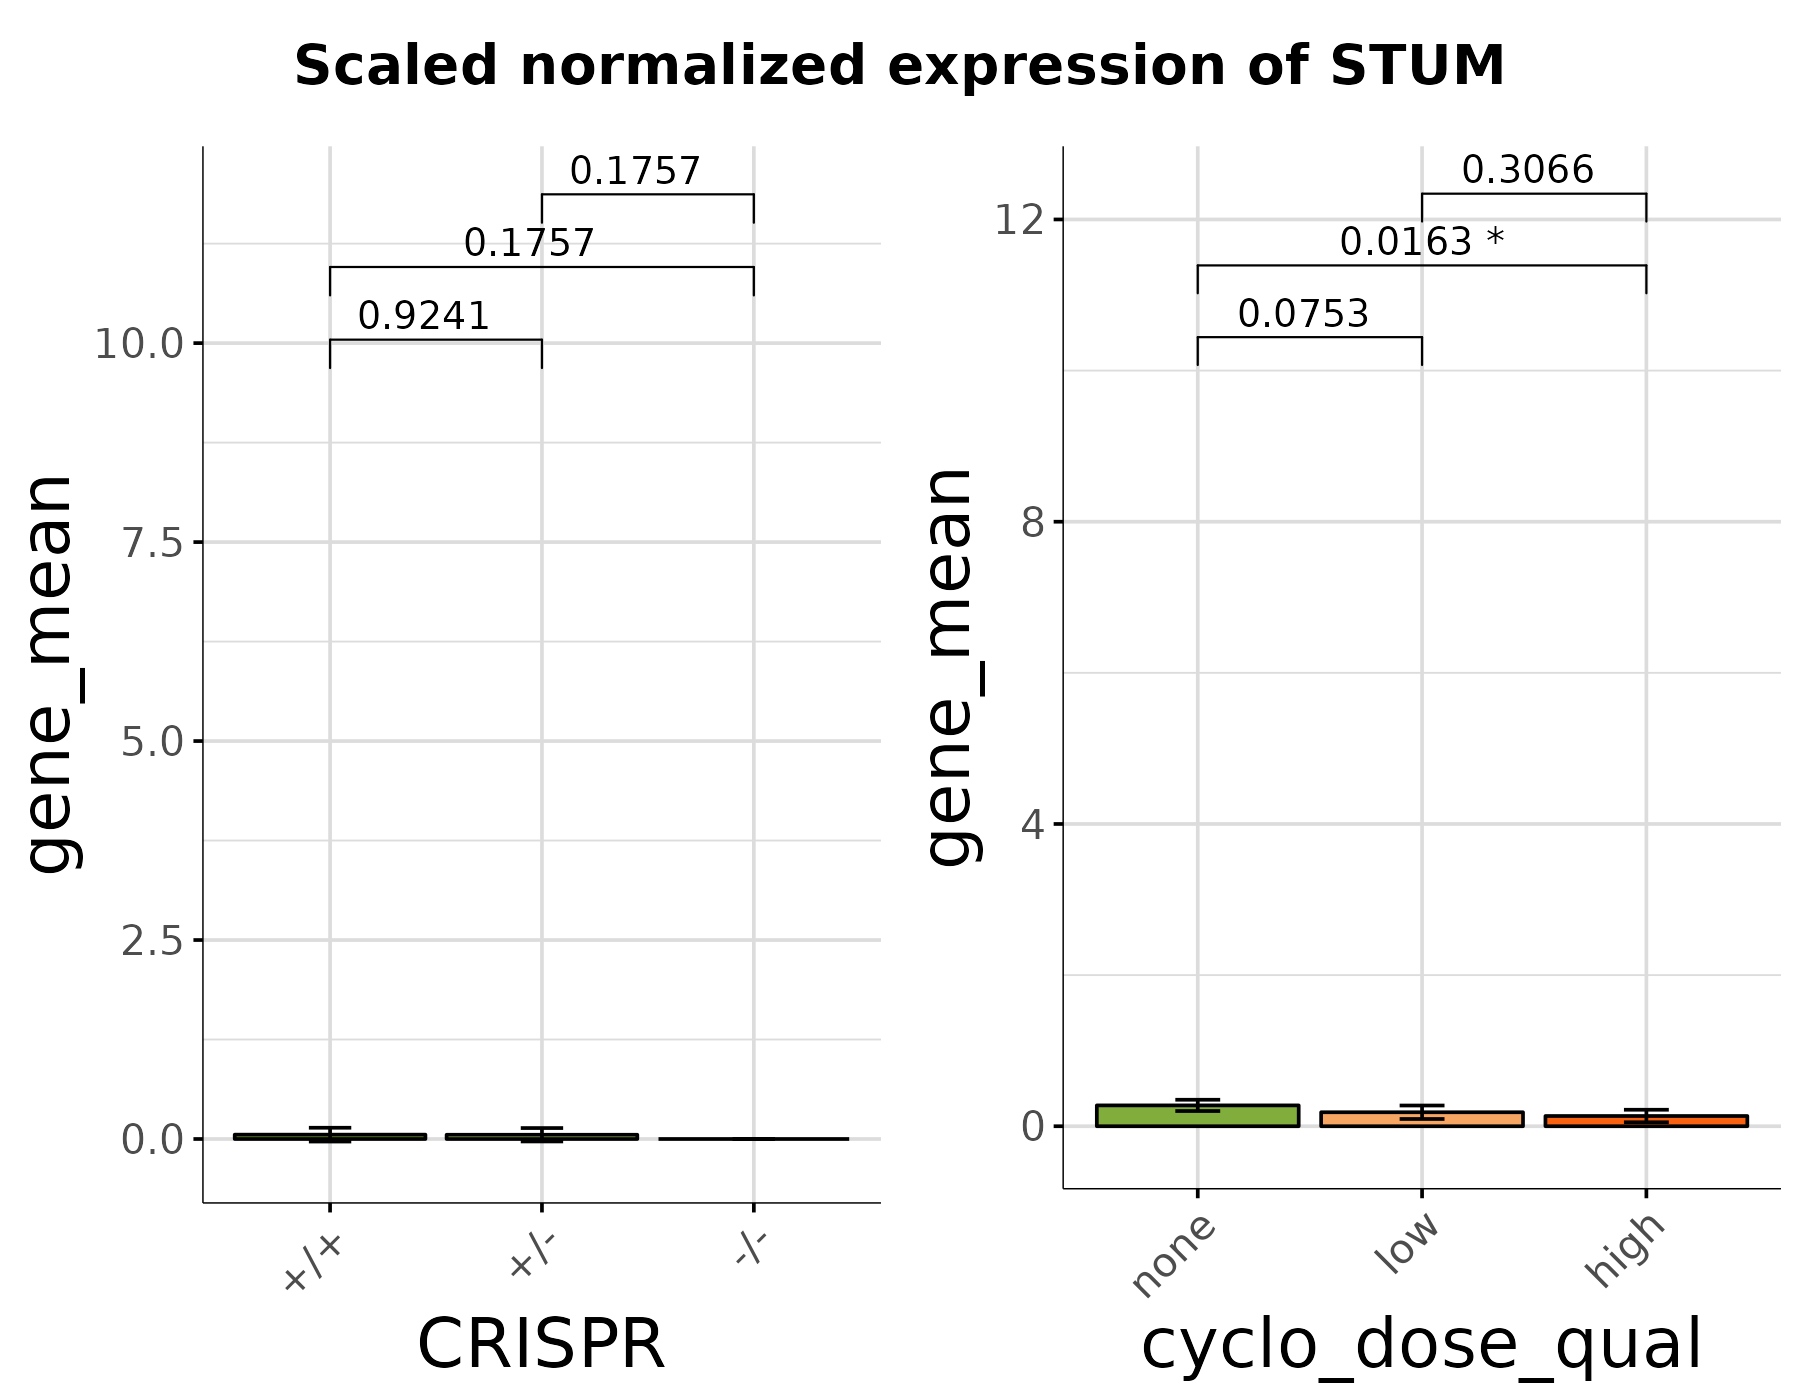 Scaled normalized expression of STUM
gene_mean
10.0
7.5
5.0
2.5
0.0
0.1757
0.1757
0.9241
+/+
+/-
-/-
CRISPR
gene_mean
12
8
4
0
0.3066
0.0163 *
0.0753
none
low
high
cyclo_dose_qual